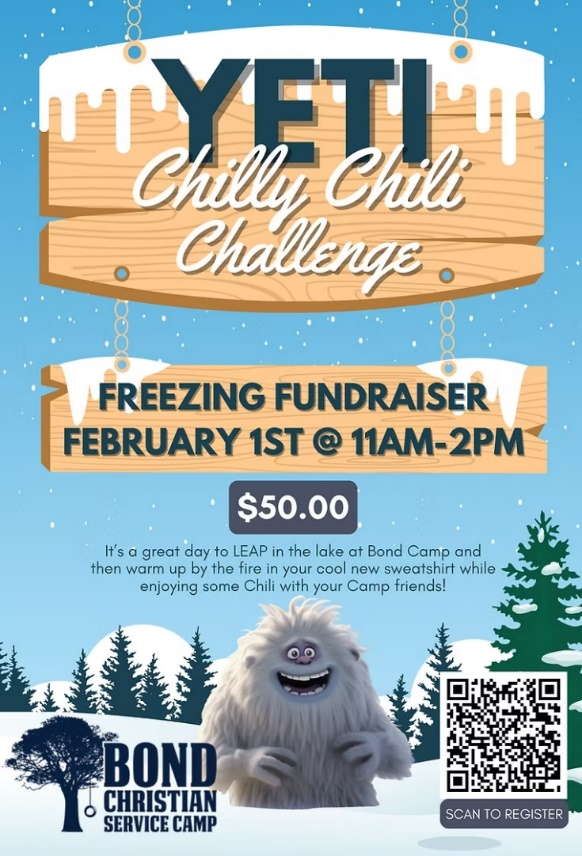 YETI
Chilly Chili
Challenge
FREEZING FUNDRAISER
FEBRUARY 1ST @ 11AM-2PM
$50.00
It's a great day to LEAP in the lake at Bond Camp and
then warm up by the fire in your cool new sweatshirt while
enjoying some Chili with your Camp friends!
BOND
CHRISTIAN
SERVICE CAMP
SCAN TO REGISTER